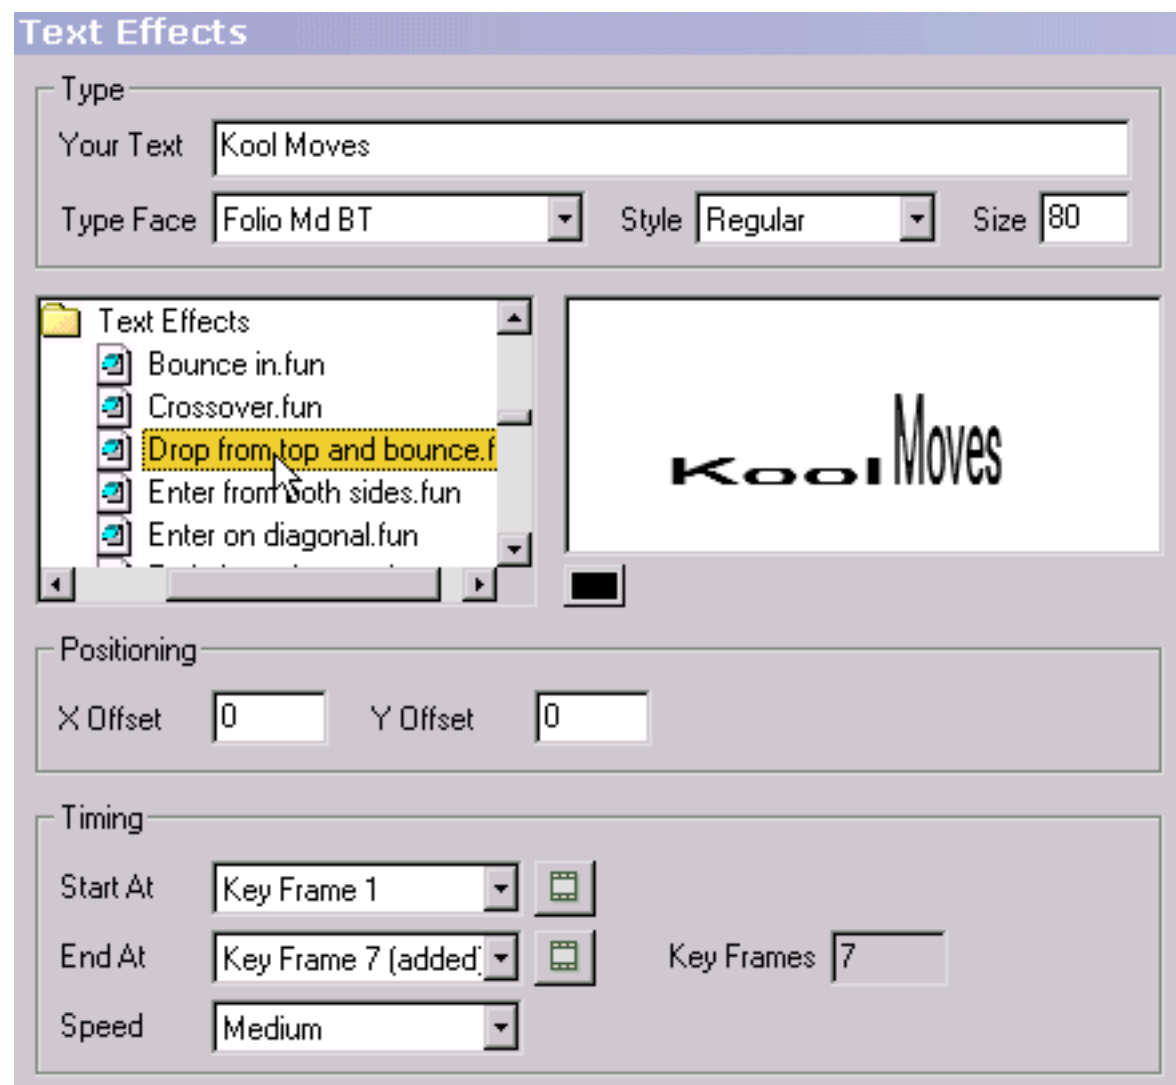 Text Effects
Type
Your Text Kool Moves
Type Face Folio Md BT Style Regular Size 80
Text Effects
Bounce in.fun
Crossover.fun
Drop from top and bounce.f
Enter from both sides.fun
Enter on diagonal.fun
Kool Moves
Positioning
X Offset 0 Y Offset 0
Timing
Start At Key Frame 1
End At Key Frame 7 (added) Key Frames 7
Speed Medium